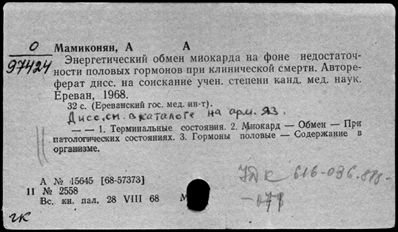 О
97424
Мамиконян, А А
Энергетический обмен миокарда на фоне недостаточ-
ности половых гормонов при клинической смерти. Авторе-
ферат дисс. на соискание учен. степени канд. мед. наук.
Ереван, 1968.
32 с. (Ереванский гос. мед. ин-т).
Дисс. см. в каталоге на арм. яз.
— — 1. Терминальные состояния. 2. Миокард — Обмен — При
патологических состояниях. 3. Гормоны половые — Содержание в
организме.
А № 45645 [68-57373]
11 № 2558
Вс. кн. пал. 28 VIII 68 М
УДК 616-036.882-
чк